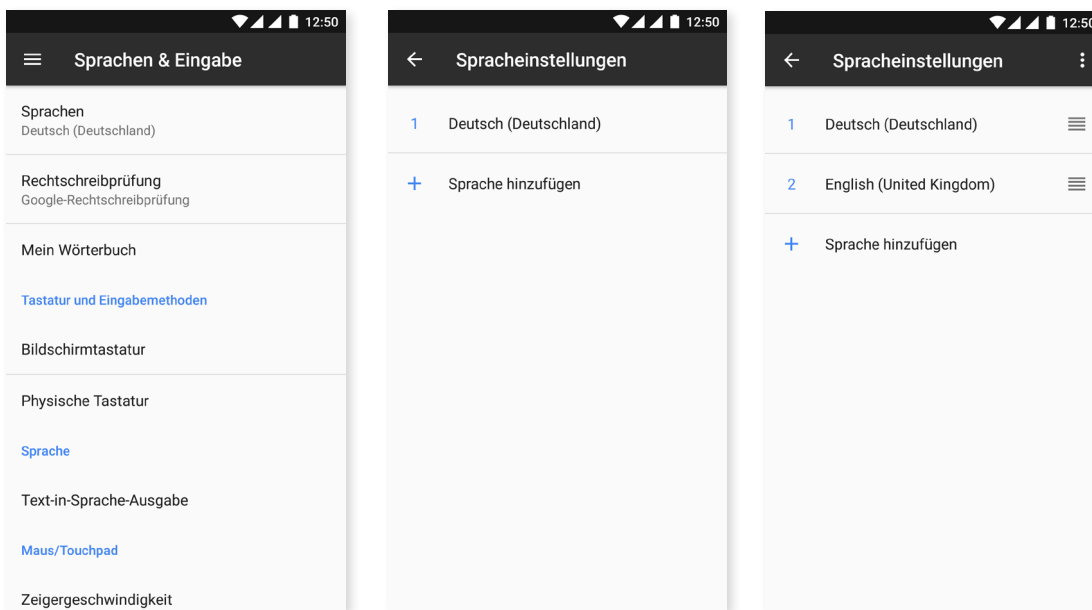 12:50
Sprachen & Eingabe
Sprachen
Deutsch (Deutschland)
Rechtschreibprüfung
Google-Rechtschreibprüfung
Mein Wörterbuch
Tastatur und Eingabemethoden
Bildschirmtastatur
Physische Tastatur
Sprache
Text-in-Sprache-Ausgabe
Maus/Touchpad
Zeigergeschwindigkeit
12:50
Spracheinstellungen
1 Deutsch (Deutschland)
+ Sprache hinzufügen
12:50
Spracheinstellungen
1 Deutsch (Deutschland)
2 English (United Kingdom)
+ Sprache hinzufügen